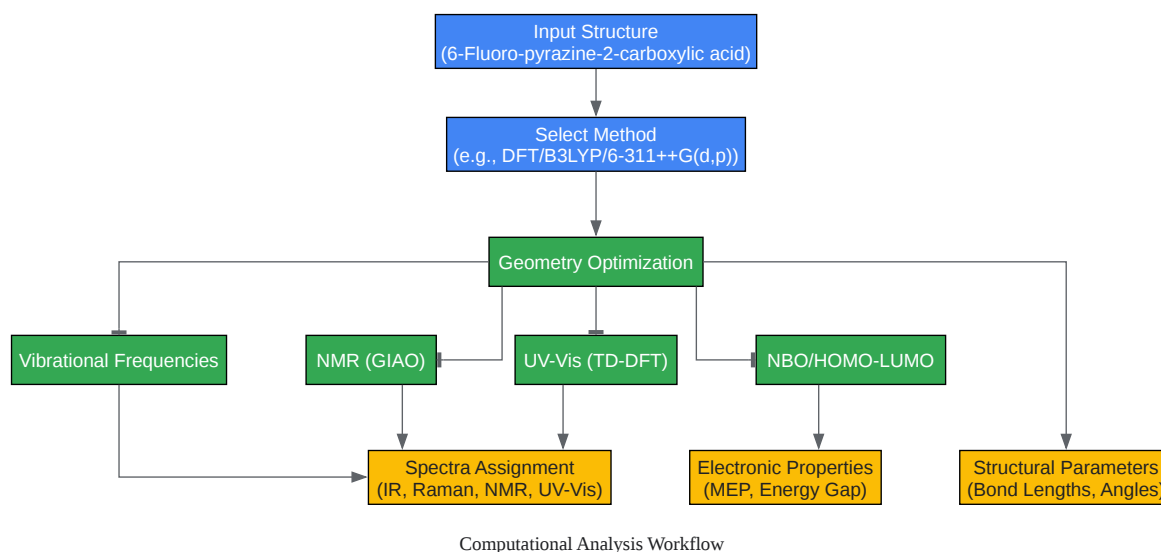 Input Structure
(6-Fluoro-pyrazine-2-carboxylic acid)
Select Method
(e.g., DFT/B3LYP/6-311++G(d,p))
Geometry Optimization
Vibrational Frequencies
NMR (GIAO)
UV-Vis (TD-DFT)
NBO/HOMO-LUMO
Spectra Assignment
(IR, Raman, NMR, UV-Vis)
Electronic Properties
(MEP, Energy Gap)
Structural Parameters
(Bond Lengths, Angles)
Computational Analysis Workflow